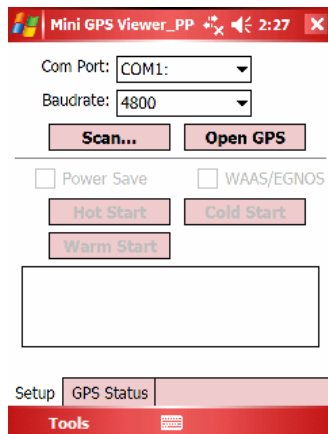 Mini GPS Viewer_PP 2:27
Com Port: COM1:
Baudrate: 4800
Scan... Open GPS
Power Save WAAS/EGNOS
Hot Start Cold Start
Warm Start
Setup GPS Status
Tools